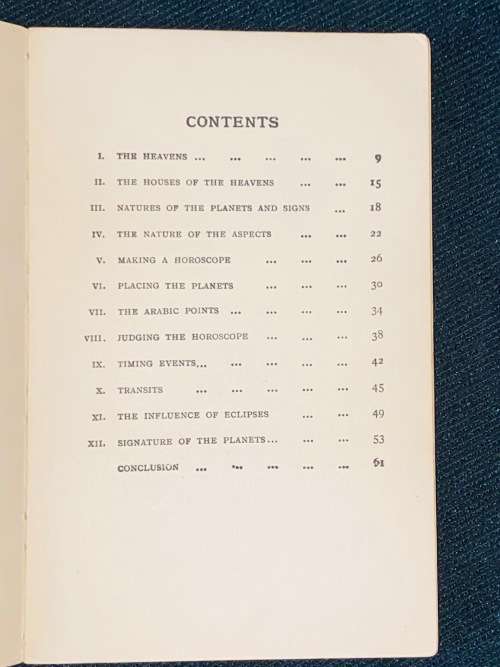 CONTENTS
I. THE HEAVENS ... ... ... ... ... 9
II. THE HOUSES OF THE HEAVENS ... ... 15
III. NATURES OF THE PLANETS AND SIGNS ... 18
IV. THE NATURE OF THE ASPECTS ... ... 22
V. MAKING A HOROSCOPE ... ... ... 26
VI. PLACING THE PLANETS ... ... ... 30
VII. THE ARABIC POINTS ... ... ... ... 34
VIII. JUDGING THE HOROSCOPE ... ... ... 38
IX. TIMING EVENTS... ... ... ... ... 42
X. TRANSITS ... ... ... ... ... 45
XI. THE INFLUENCE OF ECLIPSES ... ... 49
XII. SIGNATURE OF THE PLANETS... ... ... 53
CONCLUSION ... ... ... ... ... 61